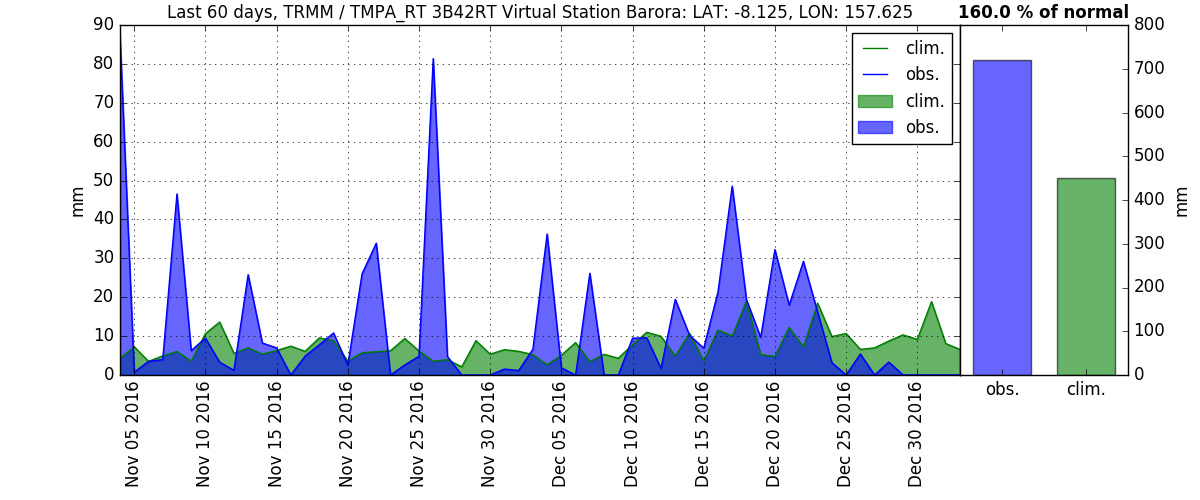 Last 60 days, TRMM / TMPA_RT 3B42RT Virtual Station Barora: LAT: -8.125, LON: 157.625
160.0 % of normal
90
80
70
60
50
40
30
20
10
0
mm
clim.
obs.
clim.
obs.
800
700
600
500
400
300
200
100
0
mm
Nov 05 2016
Nov 10 2016
Nov 15 2016
Nov 20 2016
Nov 25 2016
Nov 30 2016
Dec 05 2016
Dec 10 2016
Dec 15 2016
Dec 20 2016
Dec 25 2016
Dec 30 2016
obs.
clim.